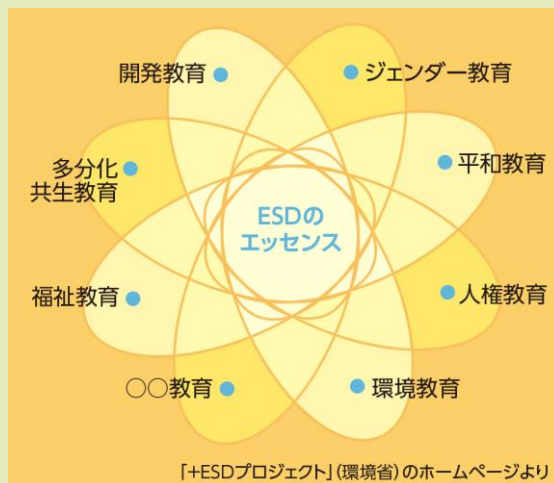 開発教育
ジェンダー教育
多分化
共生教育
平和教育
ESDの
エッセンス
福祉教育
人権教育
○○教育
環境教育
「+ESDプロジェクト」(環境省)のホームページより